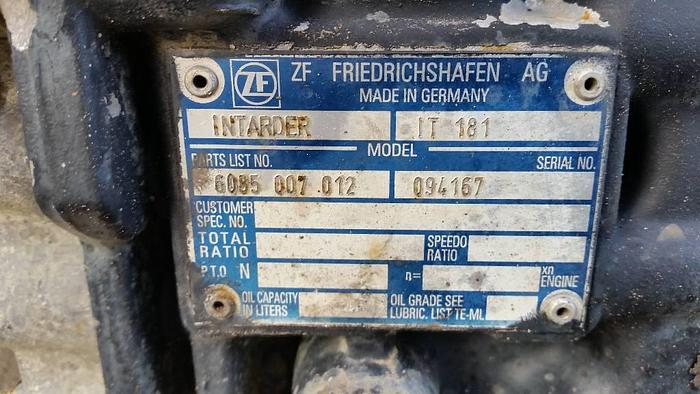 ZF ZF FRIEDRICHSHAFEN AG
MADE IN GERMANY
INTARDER IT 181
MODEL
PARTS LIST NO. SERIAL NO.
6085 007 012 094167
CUSTOMER
SPEC. NO.
TOTAL
RATIO
SPEEDO
RATIO
P.T.O N n= xn
ENGINE
OIL CAPACITY
IN LITERS
OIL GRADE SEE
LUBRIC. LIST TE-ML